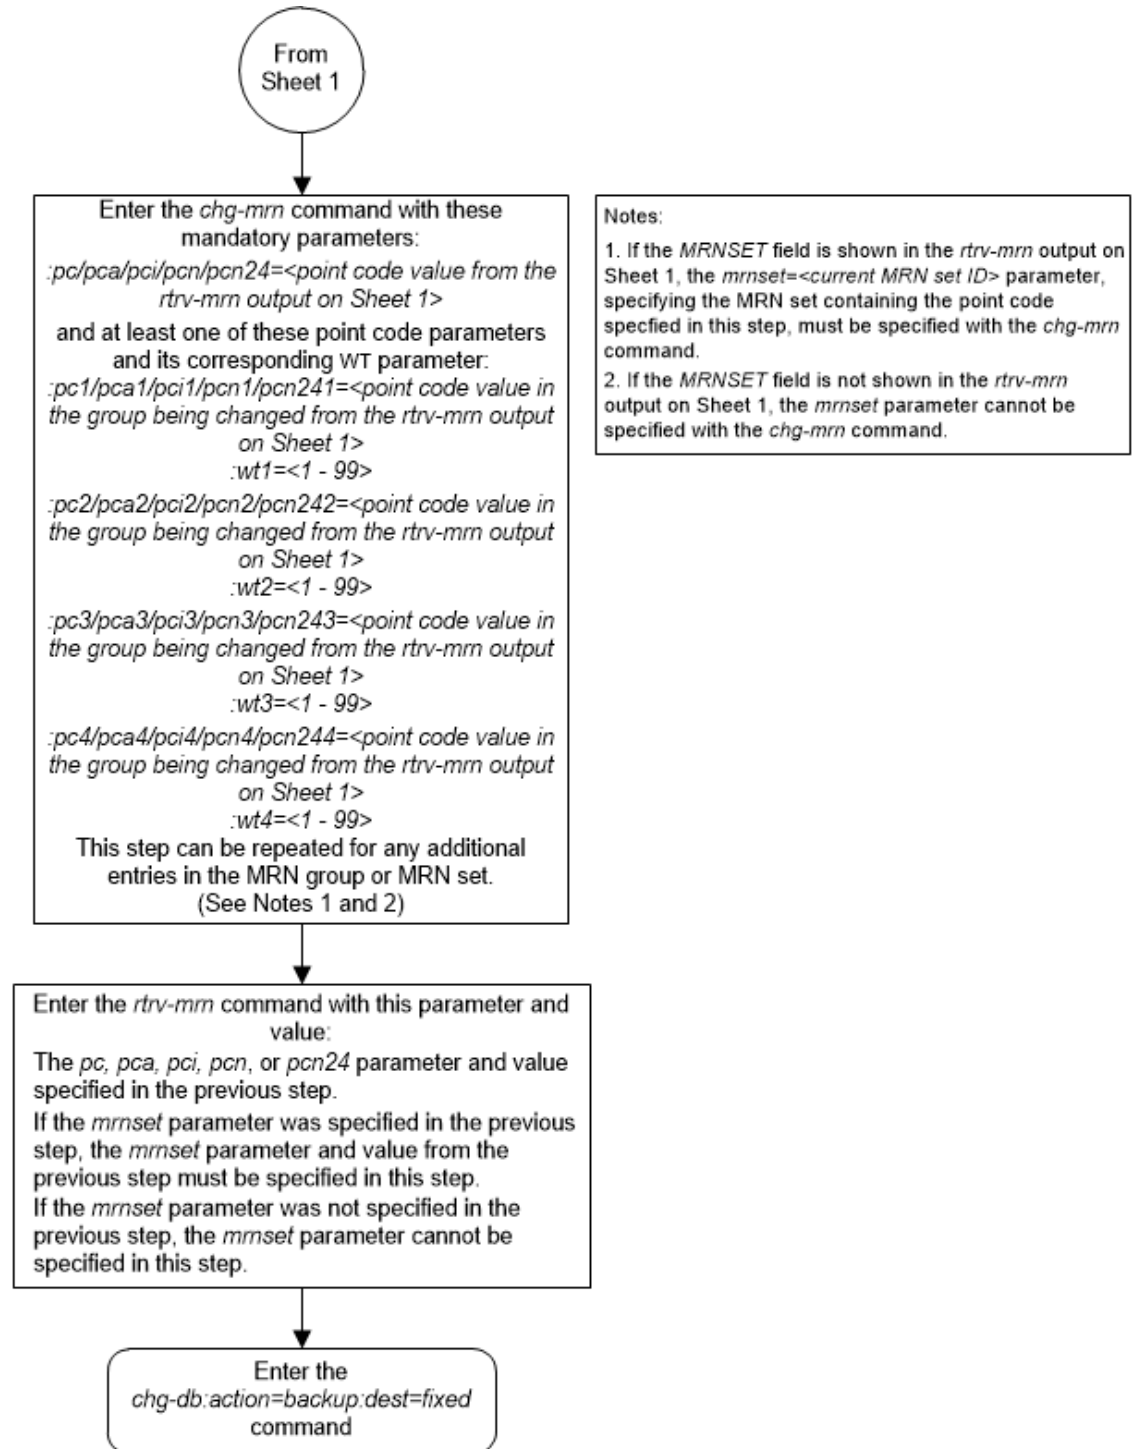 From
Sheet 1
Enter the chg-mrn command with these
mandatory parameters:
:pc/pca/pci/pcn/pcn24=<point code value from the
rtrv-mrn output on Sheet 1>
and at least one of these point code parameters
and its corresponding WT parameter:
:pc1/pca1/pci1/pcn1/pcn241=<point code value in
the group being changed from the rtrv-mrn output
on Sheet 1>
:wt1=<1 - 99>
:pc2/pca2/pci2/pcn2/pcn242=<point code value in
the group being changed from the rtrv-mrn output
on Sheet 1>
:wt2=<1 - 99>
:pc3/pca3/pci3/pcn3/pcn243=<point code value in
the group being changed from the rtrv-mrn output
on Sheet 1>
:wt3=<1 - 99>
:pc4/pca4/pci4/pcn4/pcn244=<point code value in
the group being changed from the rtrv-mrn output
on Sheet 1>
:wt4=<1 - 99>
This step can be repeated for any additional
entries in the MRN group or MRN set.
(See Notes 1 and 2)
Notes:
1. If the MRNSET field is shown in the rtrv-mrn output on
Sheet 1, the mrnset=<current MRN set ID> parameter,
specifying the MRN set containing the point code
specfied in this step, must be specified with the chg-mrn
command.
2. If the MRNSET field is not shown in the rtrv-mrn
output on Sheet 1, the mrnset parameter cannot be
specified with the chg-mrn command.
Enter the rtrv-mrn command with this parameter and
value:
The pc, pca, pci, pcn, or pcn24 parameter and value
specified in the previous step.
If the mrnset parameter was specified in the previous
step, the mrnset parameter and value from the
previous step must be specified in this step.
If the mrnset parameter was not specified in the
previous step, the mrnset parameter cannot be
specified in this step.
Enter the
chg-db:action=backup:dest=fixed
command